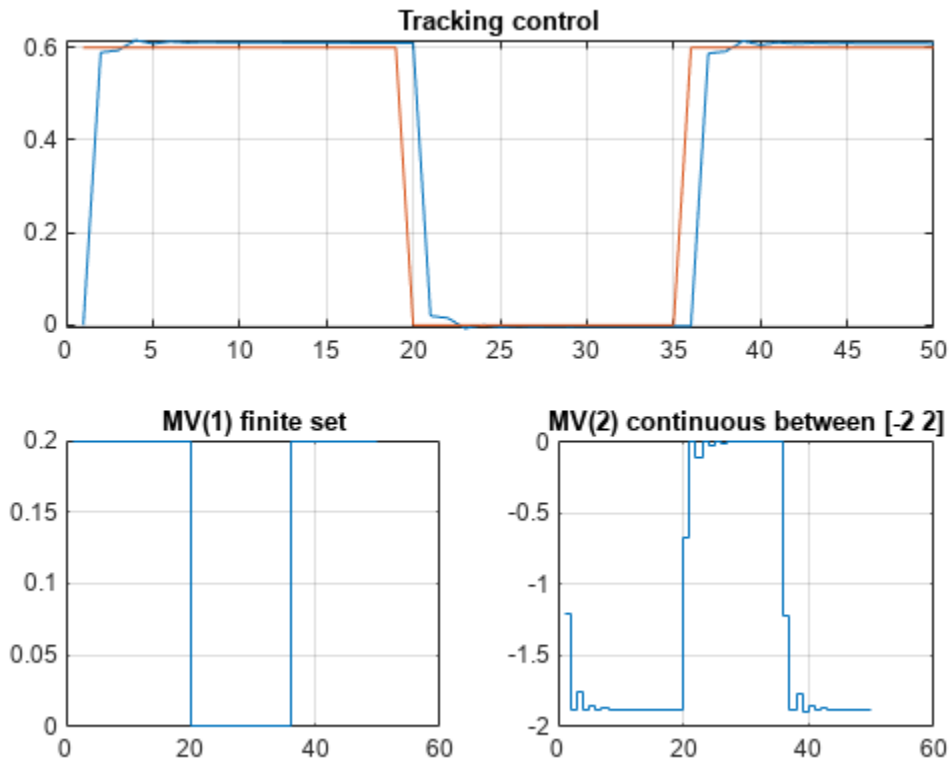 Tracking control
0.6
0.4
0.2
0
0 5 10 15 20 25 30 35 40 45 50
MV(1) finite set
0.2
0.15
0.1
0.05
0
0 20 40 60
MV(2) continuous between [-2 2]
0
-0.5
-1
-1.5
-2
0 20 40 60